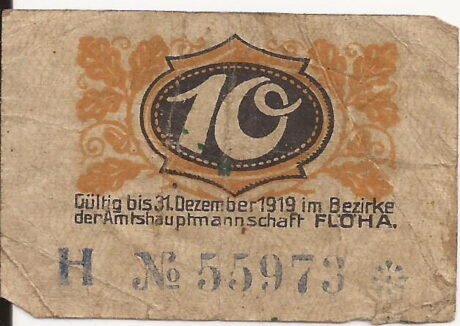 10
Gültig bis 31. Dezember 1919 im Bezirke
der Amtshauptmannschaft FLÖHA.
H № 55973 *